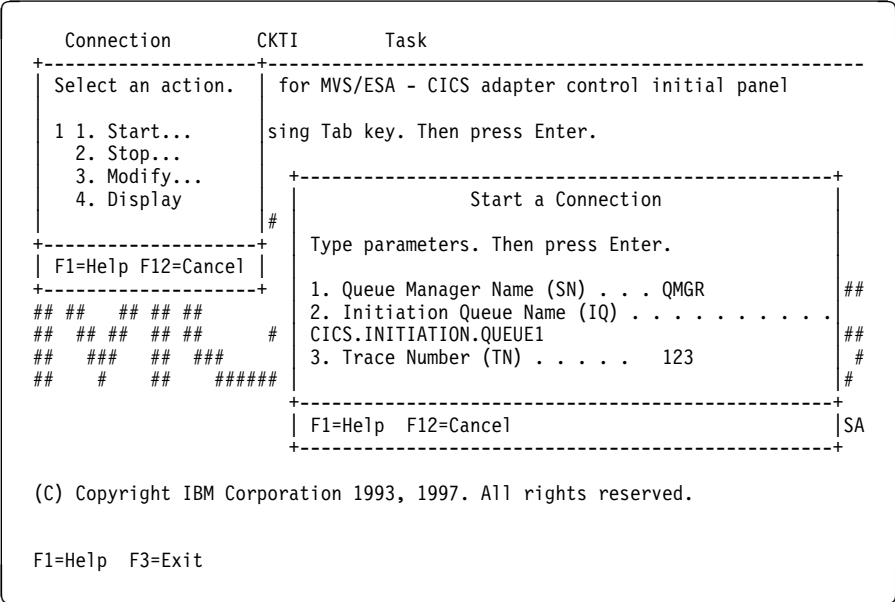 Connection        CKTI       Task
+--------------------+--------------------------------------------------------
| Select an action.  | for MVS/ESA - CICS adapter control initial panel
|                    |
| 1 1. Start...      |sing Tab key. Then press Enter.
|   2. Stop...       |
|   3. Modify...     |  +--------------------------------------------------+
|   4. Display       |  |                Start a Connection                |
|                    |# |                                                  |
+--------------------+  | Type parameters. Then press Enter.               |
| F1=Help F12=Cancel |  |                                                  |
+--------------------+  | 1. Queue Manager Name (SN) . . . QMGR            |##
## ##   ## ## ##        | 2. Initiation Queue Name (IQ) . . . . . . . . . .|
##  ## ##  ## ##      # | CICS.INITIATION.QUEUE1                           |##
##   ###   ##  ###      | 3. Trace Number (TN) . . . . .   123             | #
##    #    ##    ###### |                                                  |#
                        +--------------------------------------------------+
                        | F1=Help  F12=Cancel                              |SA
                        +--------------------------------------------------+
(C) Copyright IBM Corporation 1993, 1997. All rights reserved.
F1=Help  F3=Exit